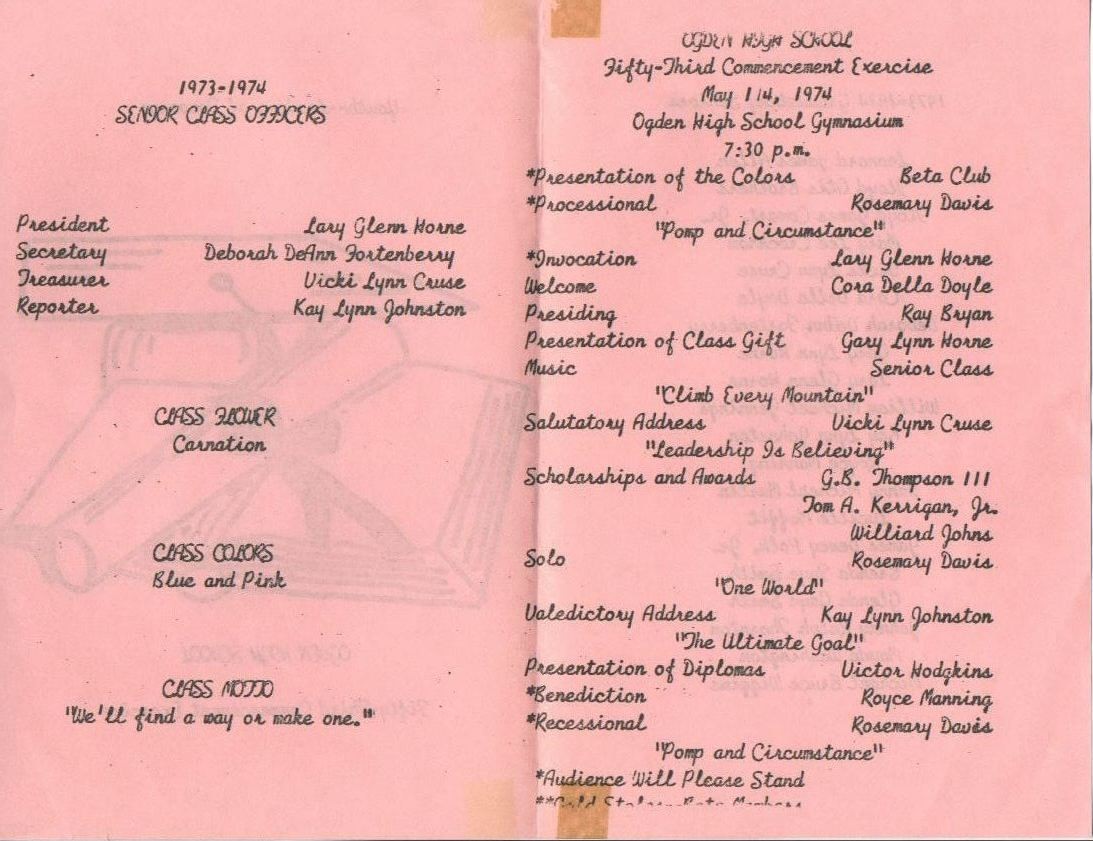 1973-1974
SENIOR CLASS OFFICERS
President Lary Glenn Horne
Secretary Deborah DeAnn Fortenberry
Treasurer Vicki Lynn Cruse
Reporter Kay Lynn Johnston
CLASS FLOWER
Carnation
CLASS COLORS
Blue and Pink
CLASS MOTTO
"We'll find a way or make one."
OGDEN HIGH SCHOOL
Fifty-Third Commencement Exercise
May 14, 1974
Ogden High School Gymnasium
7:30 p.m.
*Presentation of the Colors Beta Club
*Processional Rosemary Davis
"Pomp and Circumstance"
*Invocation Lary Glenn Horne
Welcome Cora Della Doyle
Presiding Ray Bryan
Presentation of Class Gift Gary Lynn Horne
Music Senior Class
"Climb Every Mountain"
Salutatory Address Vicki Lynn Cruse
"Leadership Is Believing"
Scholarships and Awards G.B. Thompson III
Tom A. Kerrigan, Jr.
Williard Johns
Solo Rosemary Davis
"One World"
Valedictory Address Kay Lynn Johnston
"The Ultimate Goal"
Presentation of Diplomas Victor Hodgkins
*Benediction Royce Manning
*Recessional Rosemary Davis
"Pomp and Circumstance"
*Audience Will Please Stand
**Gold Stoles-Beta Members